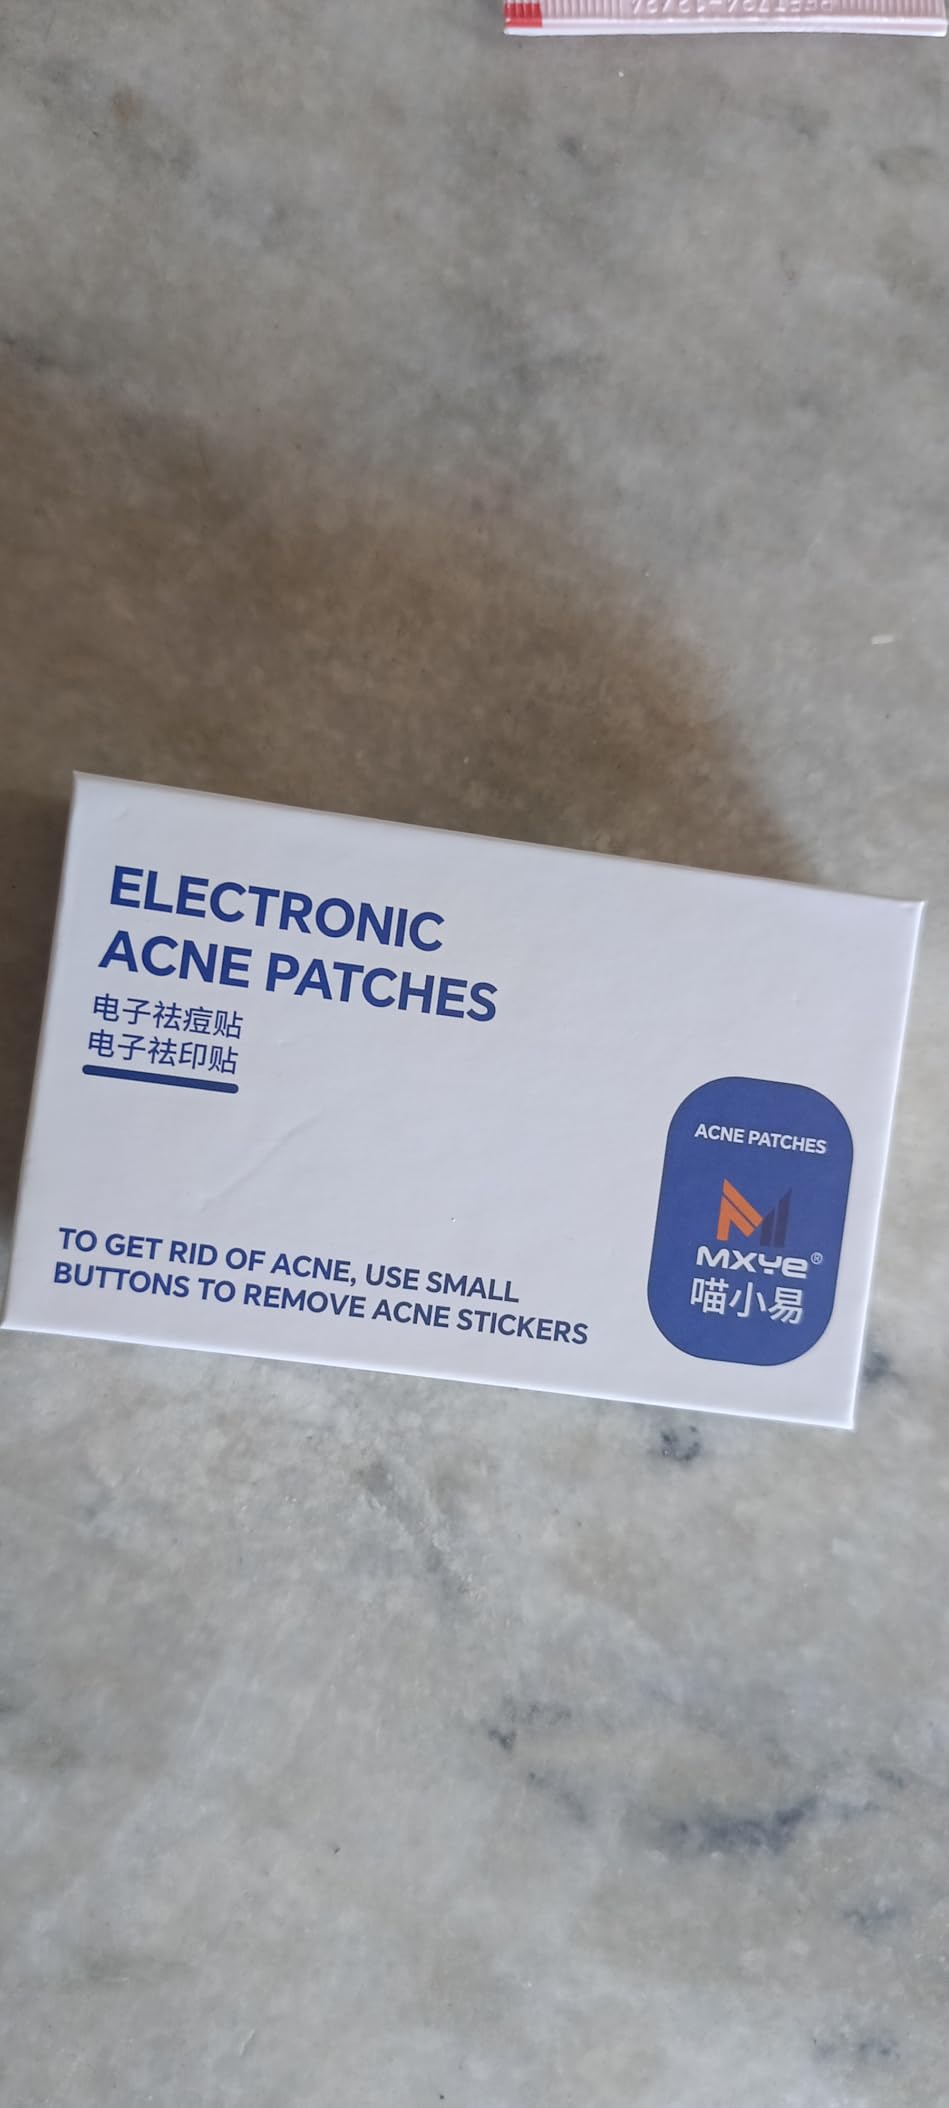 ELECTRONIC
ACNE PATCHES
电子祛痘贴
电子祛印贴
TO GET RID OF ACNE, USE SMALL
BUTTONS TO REMOVE ACNE STICKERS
ACNE PATCHES
MXYe®
喵小易